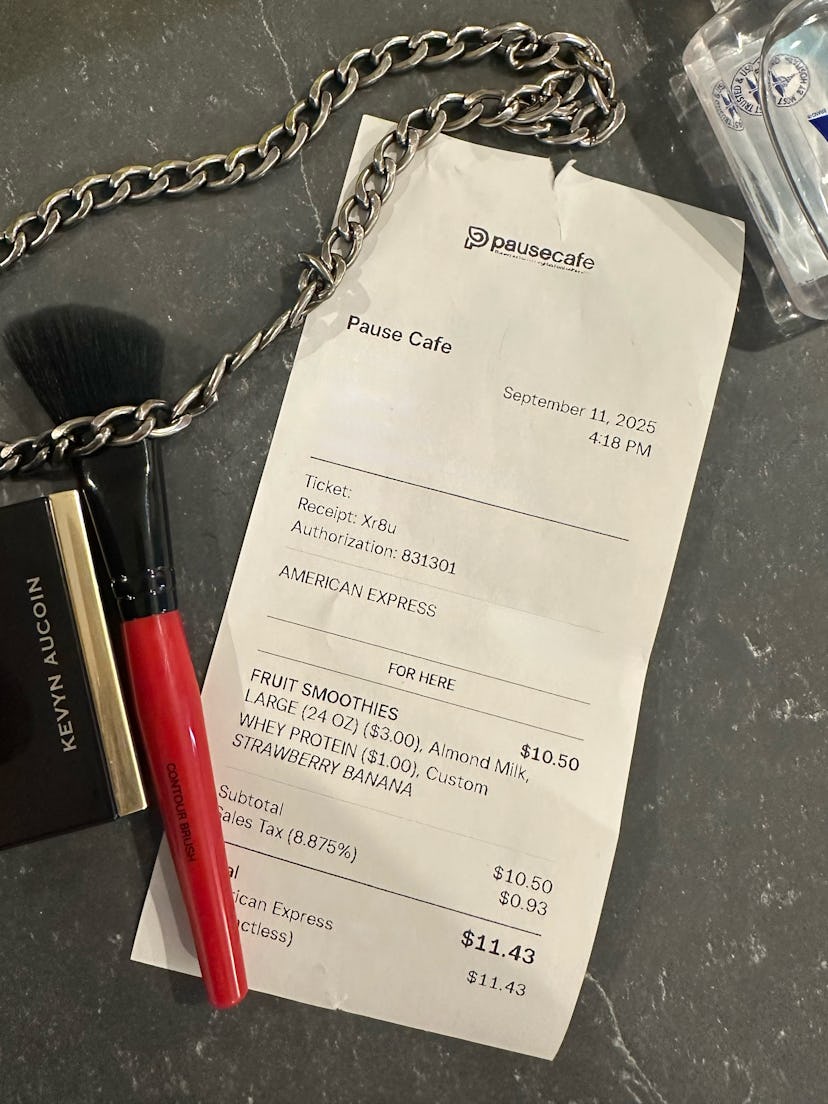 pausecafe
Pause Cafe
September 11, 2025
4:18 PM
Ticket:
Receipt: Xr8u
Authorization: 831301
AMERICAN EXPRESS
FOR HERE
FRUIT SMOOTHIES
$10.50
LARGE (24 OZ) ($3.00), Almond Milk,
WHEY PROTEIN ($1.00), Custom
STRAWBERRY BANANA
Subtotal
$10.50
ales Tax (8.875%)
$0.93
al
$11.43
rican Express
$11.43
actless)
KEVYN AUCOIN
CONTOUR BRUSH